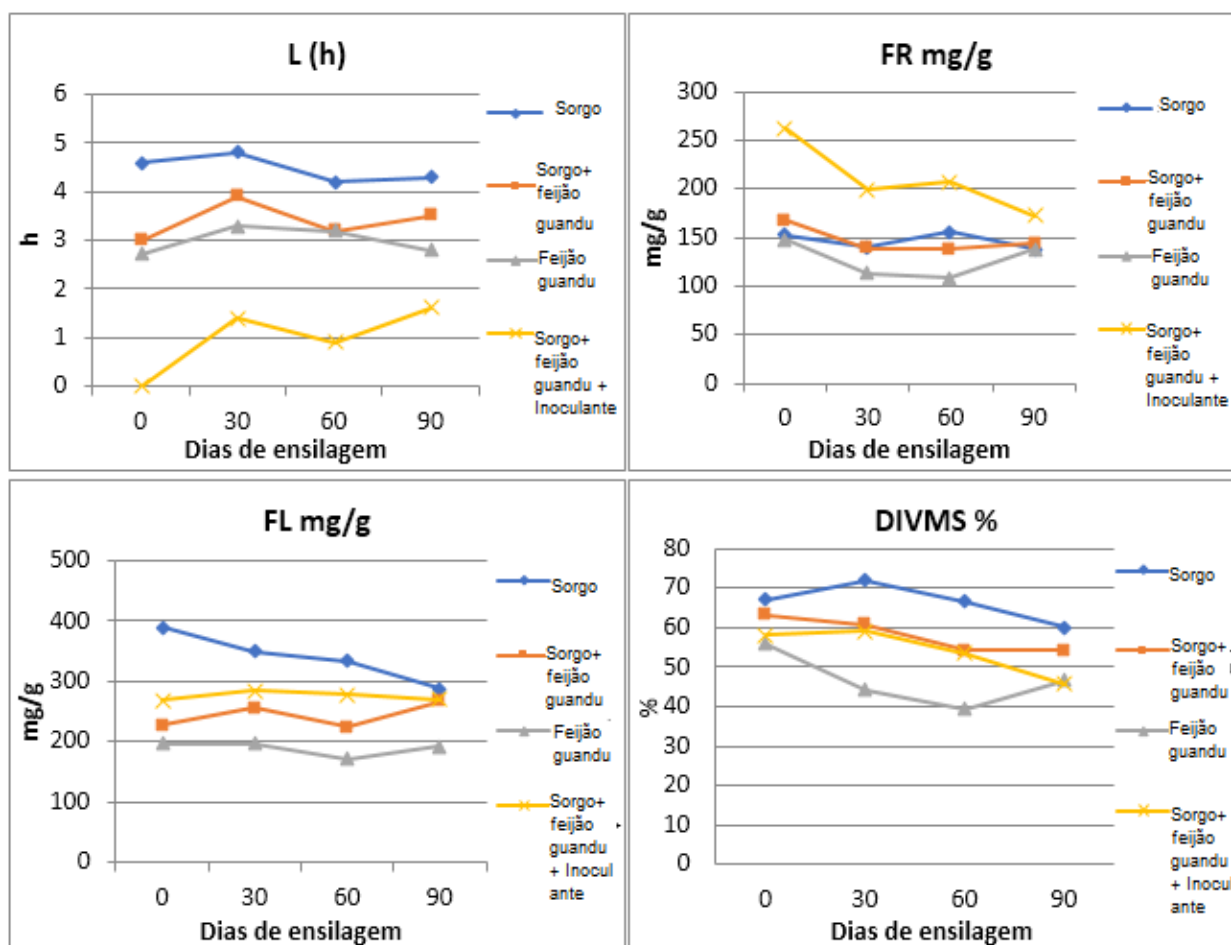 L (h)
6
5
4
3
2
1
0
h
0 30 60 90
Dias de ensilagem
Sorgo
Sorgo+
feijão
guandu
Feijão
guandu
Sorgo+
feijão
guandu +
Inoculante
FR mg/g
300
250
200
150
100
50
0
mg/g
0 30 60 90
Dias de ensilagem
Sorgo
Sorgo+
feijão
guandu
Feijão
guandu
Sorgo+
feijão
guandu +
Inoculante
FL mg/g
500
400
300
200
100
0
mg/g
0 30 60 90
Dias de ensilagem
Sorgo
Sorgo+
feijão
guandu
Feijão
guandu
Sorgo+
feijão
guandu
+ Inocul
ante
DIVMS %
80
70
60
50
40
30
20
10
0
%
0 30 60 90
Dias de ensilagem
Sorgo
Sorgo+
feijão
guandu
Feijão
guandu
Sorgo+
feijão
guandu
+ Inocul
ante